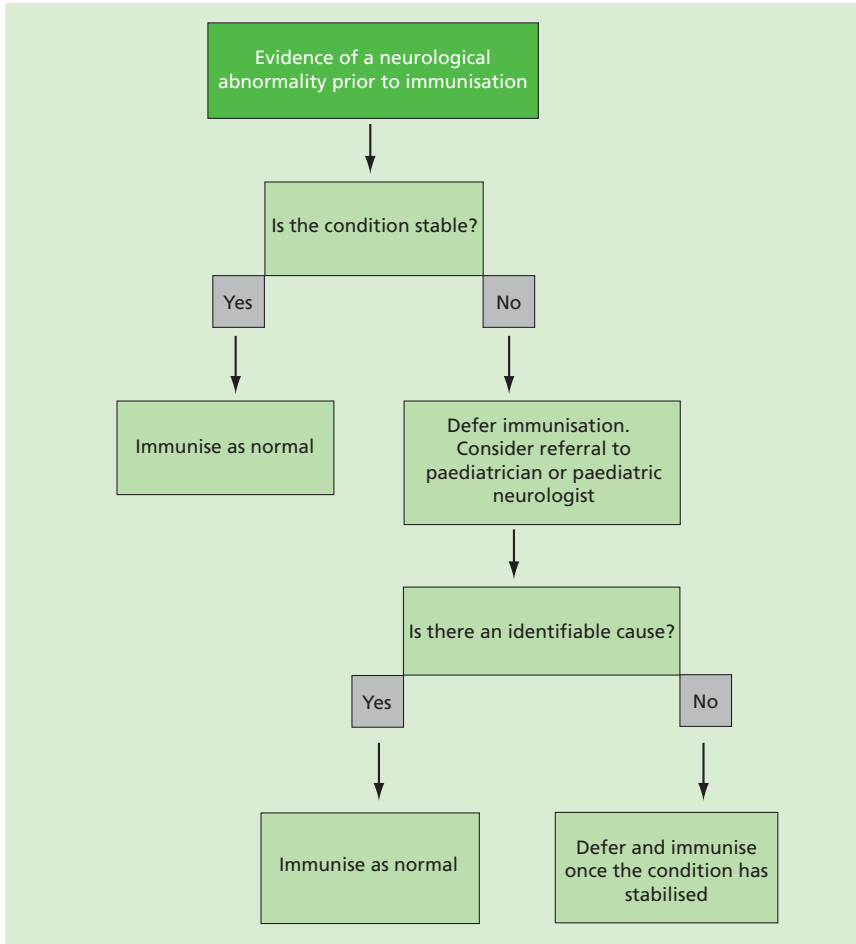 Evidence of a neurological
abnormality prior to immunisation
Is the condition stable?
Yes
No
Immunise as normal
Defer immunisation.
Consider referral to
paediatrician or paediatric
neurologist
Is there an identifiable cause?
Yes
No
Immunise as normal
Defer and immunise
once the condition has
stabilised